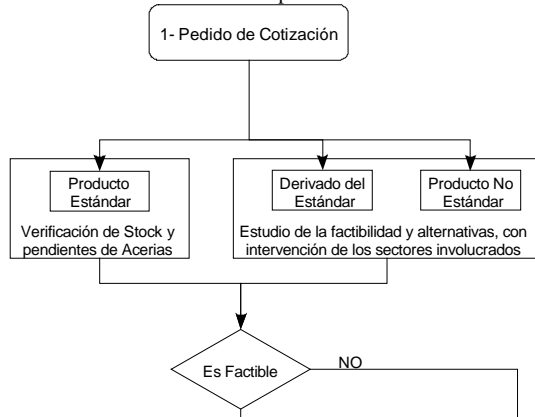 1- Pedido de Cotización
Producto
Estándar
Derivado del
Estándar
Producto No
Estándar
Verificación de Stock y
pendientes de Acerias
Estudio de la factibilidad y alternativas, con
intervención de los sectores involucrados
Es Factible
NO